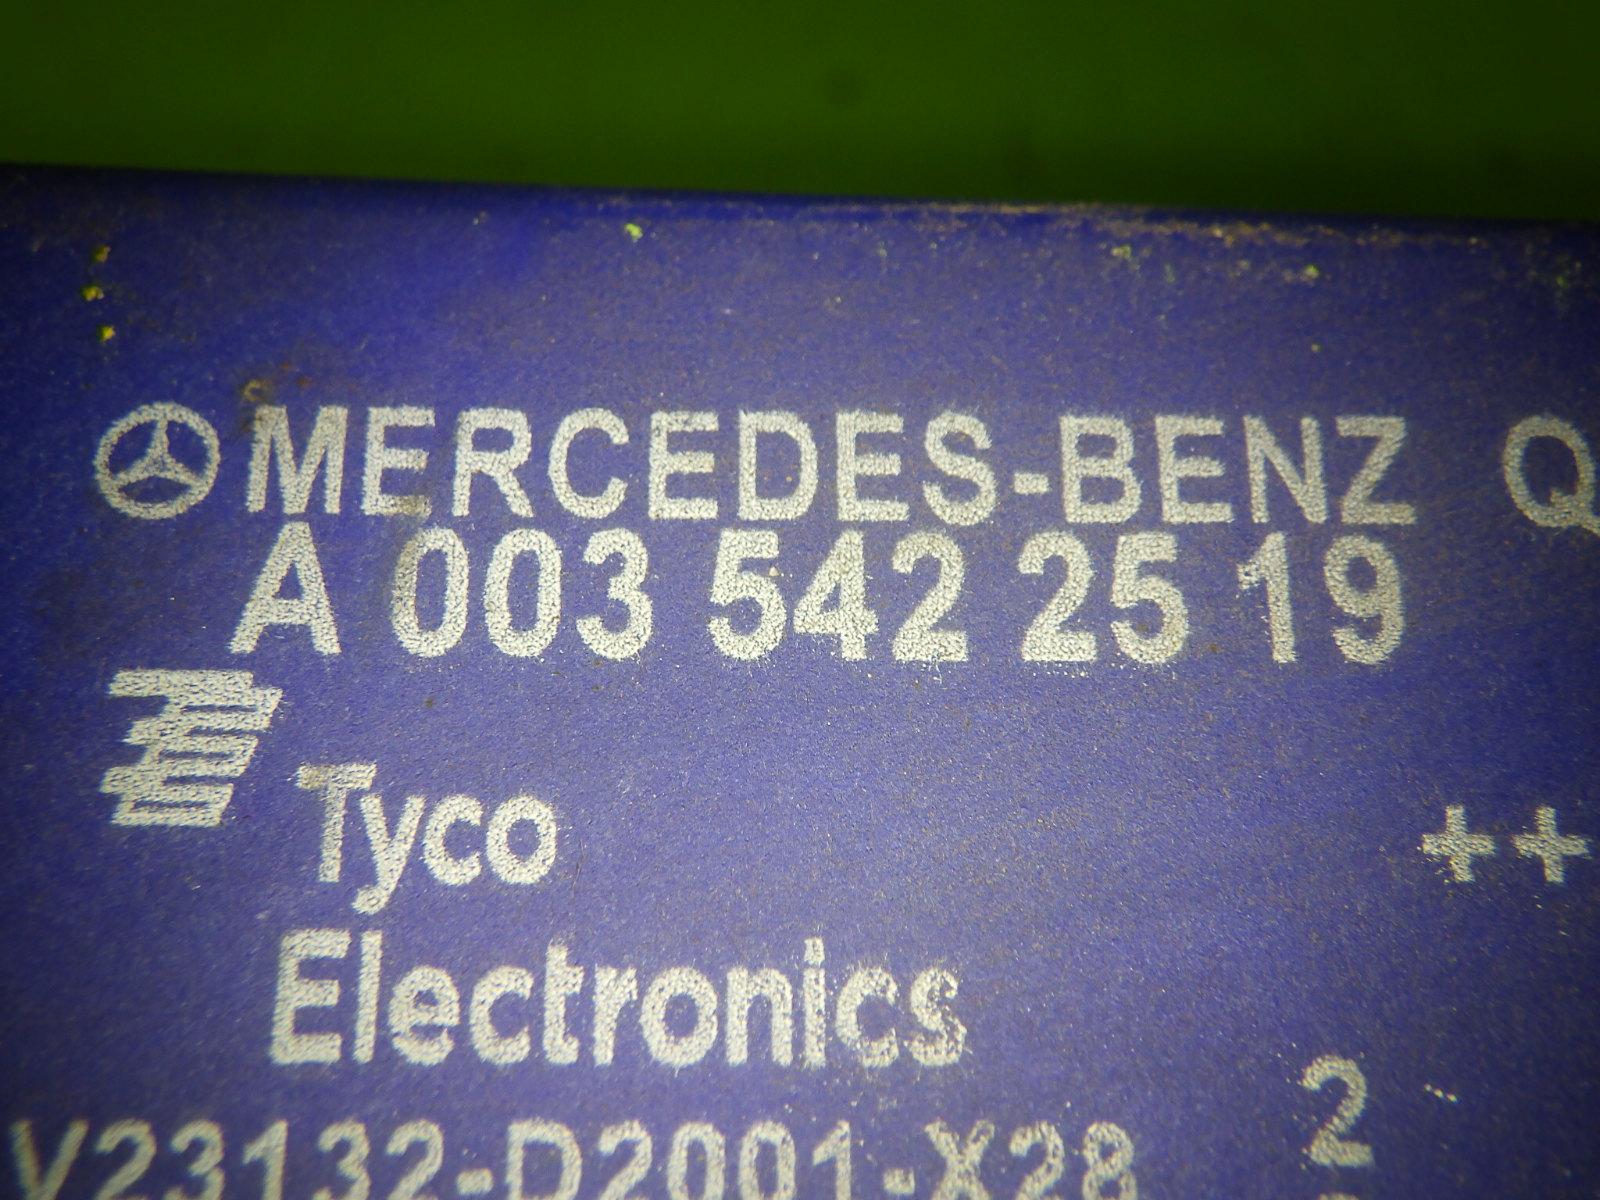 MERCEDES-BENZ Q
A 003 542 25 19
Tyco
++
Electronics
2
V23132-D2001-X28